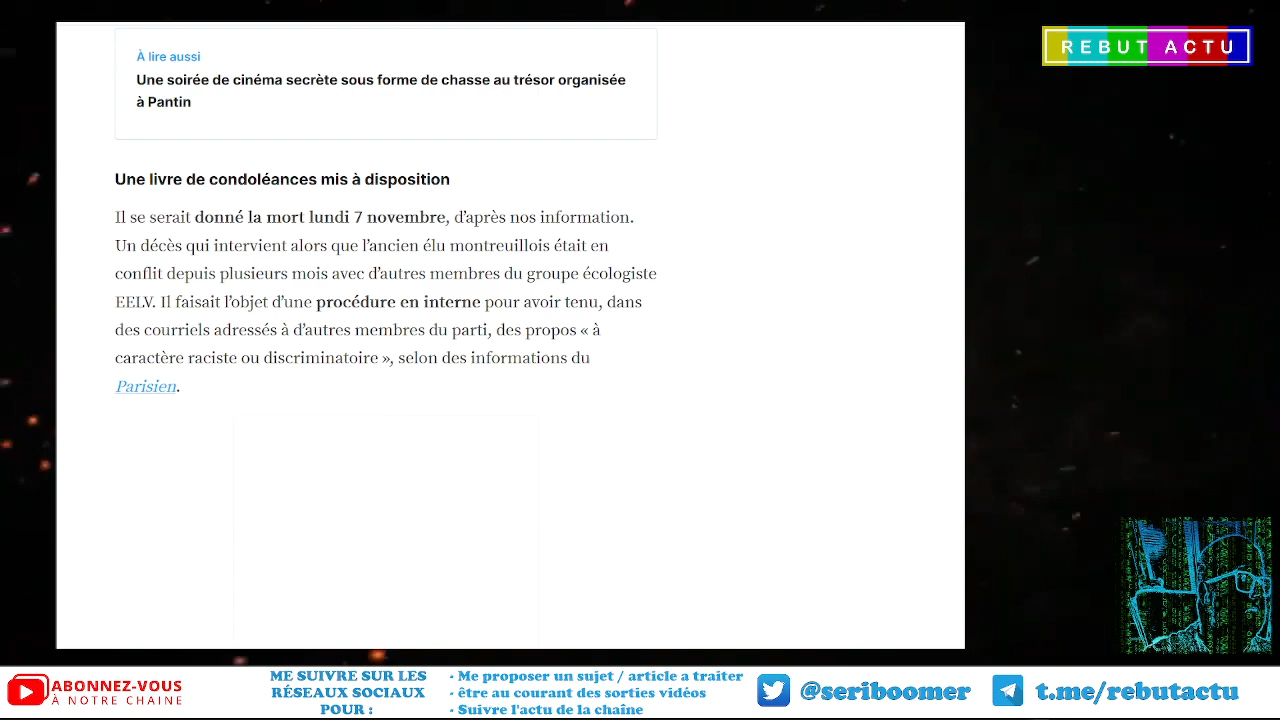 REBUT ACTU
À lire aussi
Une soirée de cinéma secrète sous forme de chasse au trésor organisée
à Pantin
Une livre de condoléances mis à disposition
Il se serait donné la mort lundi 7 novembre, d’après nos information.
Un décès qui intervient alors que l’ancien élu montreuillois était en
conflit depuis plusieurs mois avec d’autres membres du groupe écologiste
EELV. Il faisait l’objet d’une procédure en interne pour avoir tenu, dans
des courriels adressés à d’autres membres du parti, des propos « à
caractère raciste ou discriminatoire », selon des informations du
Parisien.
ABONNEZ-VOUS
À NOTRE CHAINE
ME SUIVRE SUR LES
RÉSEAUX SOCIAUX
POUR :
- Me proposer un sujet / article a traiter
- être au courant des sorties vidéos
- Suivre l'actu de la chaîne
@seriboomer
t.me/rebutactu